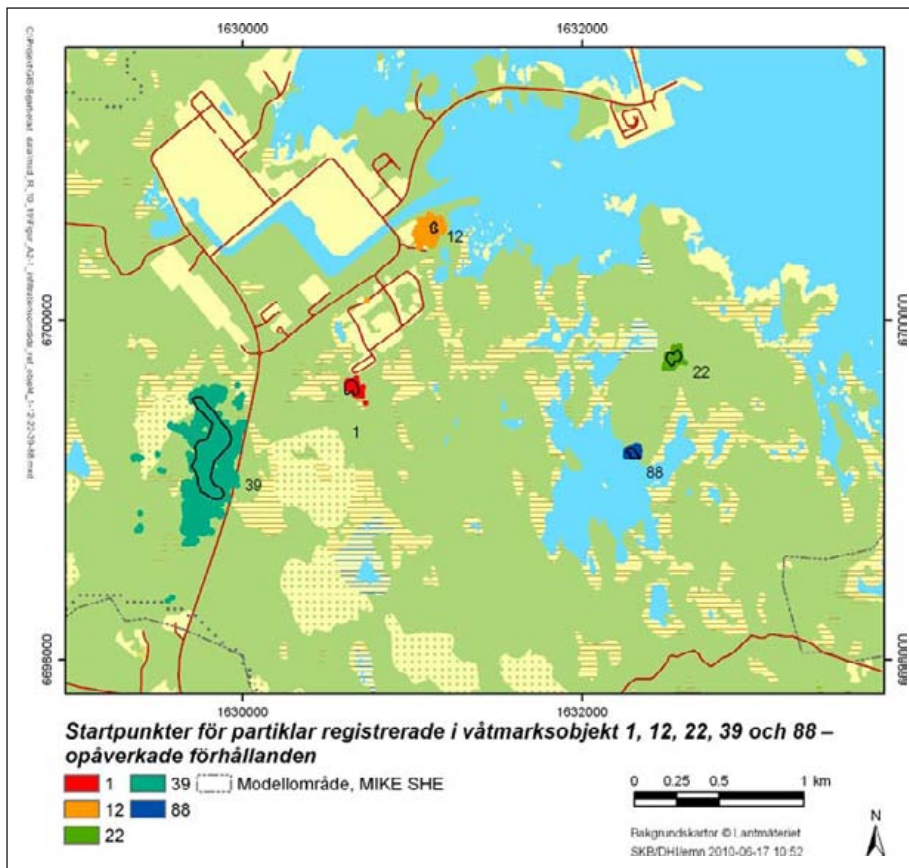 1630000 1632000
12
6700000 6700000
22
1
88
39
6698000 6698000
1630000 1632000
Startpunkter för partiklar registrerade i våtmarksobjekt 1, 12, 22, 39 och 88 –
opåverkade förhållanden
1 39 Modellområde, MIKE SHE
12 88
22
0 0.25 0.5 1 km
Bakgrundskartor © Lantmäteriet
SKB/DHI/emn 2010-06-17 10:52
N